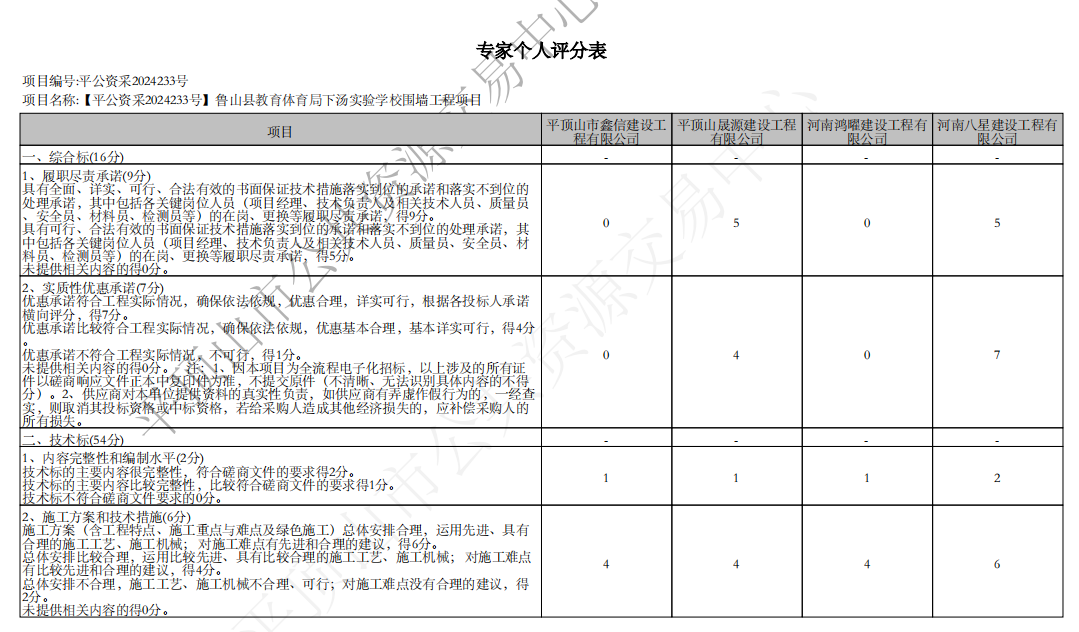 专家个人评分表
项目编号:平公资采2024233号
项目名称:【平公资采2024233号】鲁山县教育体育局下汤实验学校围墙工程项目
项目
平顶山市鑫信建设工
程有限公司
平顶山晟源建设工程
有限公司
河南鸿曜建设工程有
限公司
河南八星建设工程有
限公司
一、综合标(16分)
-
-
-
-
1、履职尽责承诺(9分)
具有全面、详实、可行、合法有效的书面保证技术措施落实到位的承诺和落实不到位的
处理承诺，其中包括各关键岗位人员（项目经理、技术负责人及相关技术人员、质量员
、安全员、材料员、检测员等）的在岗、更换等履职尽责承诺，得9分。
具有可行、合法有效的书面保证技术措施落实到位的承诺和落实不到位的处理承诺，其
中包括各关键岗位人员（项目经理、技术负责人及相关技术人员、质量员、安全员、材
料员、检测员等）的在岗、更换等履职尽责承诺，得5分。
未提供相关内容的得0分。
0
5
0
5
2、实质性优惠承诺(7分)
优惠承诺符合工程实际情况，确保依法依规，优惠合理，详实可行，根据各投标人承诺
横向评分，得7分。
优惠承诺比较符合工程实际情况，确保依法依规，优惠基本合理，基本详实可行，得4分
。
优惠承诺不符合工程实际情况，不可行，得1分。
未提供相关内容的得0分。 注：1、因本项目为全流程电子化招标，以上涉及的所有证
件以磋商响应文件正本中复印件为准，不提交原件（不清晰、无法识别具体内容的不得
分）。2、供应商对本单位提供资料的真实性负责，如供应商有弄虚作假行为的，一经查
实，则取消其投标资格或中标资格，若给采购人造成其他经济损失的，应补偿采购人的
所有损失。
0
4
0
7
二、技术标(54分)
-
-
-
-
1、内容完整性和编制水平(2分)
技术标的主要内容很完整性，符合磋商文件的要求得2分。
技术标的主要内容比较完整性，比较符合磋商文件的要求得1分。
技术标不符合磋商文件要求的0分。
1
1
1
2
2、施工方案和技术措施(6分)
施工方案（含工程特点、施工重点与难点及绿色施工）总体安排合理，运用先进、具有
合理的施工工艺、施工机械；对施工难点有先进和合理的建议，得6分。
总体安排比较合理，运用比较先进、具有比较合理的施工工艺、施工机械；对施工难点
有比较先进和合理的建议，得4分。
总体安排不合理，施工工艺、施工机械不合理、可行；对施工难点没有合理的建议，得
2分。
未提供相关内容的得0分。
4
4
4
6
平顶山市公共资源交易中心
平顶山市公共资源交易中心